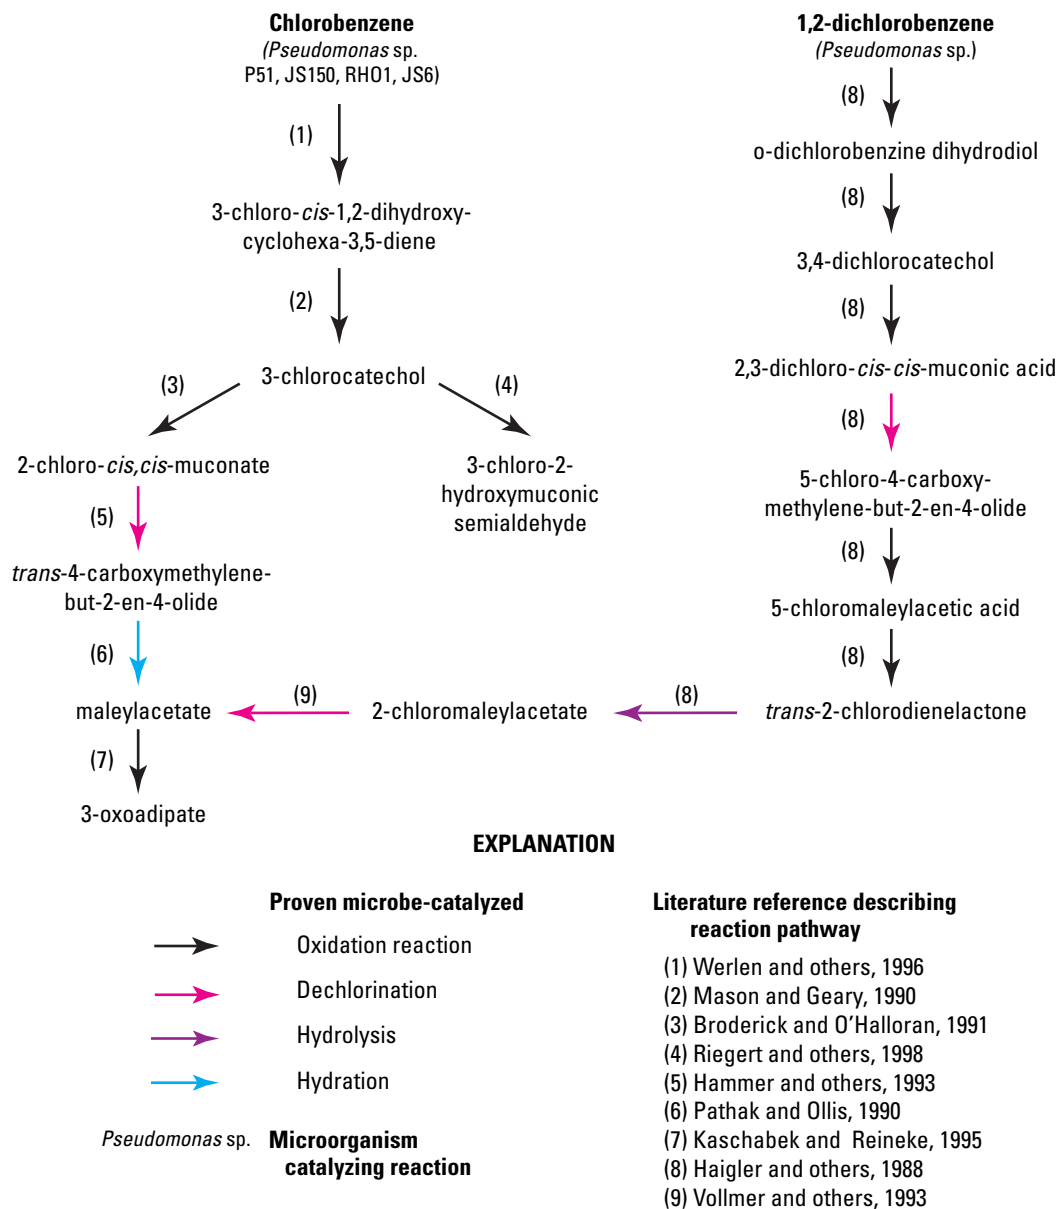 Chlorobenzene
(Pseudomonas sp.
P51, JS150, RHO1, JS6)
(1)
3-chloro-cis-1,2-dihydroxy-
cyclohexa-3,5-diene
(2)
3-chlorocatechol
(3)
(4)
2-chloro-cis,cis-muconate
3-chloro-2-
hydroxymuconic
semialdehyde
(5)
trans-4-carboxymethylene-
but-2-en-4-olide
(6)
maleylacetate
(7)
3-oxoadipate
1,2-dichlorobenzene
(Pseudomonas sp.)
(8)
o-dichlorobenzine dihydrodiol
(8)
3,4-dichlorocatechol
(8)
2,3-dichloro-cis-cis-muconic acid
(8)
5-chloro-4-carboxy-
methylene-but-2-en-4-olide
(8)
5-chloromaleylacetic acid
(8)
trans-2-chlorodienelactone
(8)
2-chloromaleylacetate
(9)
EXPLANATION
Proven microbe-catalyzed
Oxidation reaction
Dechlorination
Hydrolysis
Hydration
Pseudomonas sp. Microorganism
catalyzing reaction
Literature reference describing
reaction pathway
(1) Werlen and others, 1996
(2) Mason and Geary, 1990
(3) Broderick and O'Halloran, 1991
(4) Riegert and others, 1998
(5) Hammer and others, 1993
(6) Pathak and Ollis, 1990
(7) Kaschabek and Reineke, 1995
(8) Haigler and others, 1988
(9) Vollmer and others, 1993